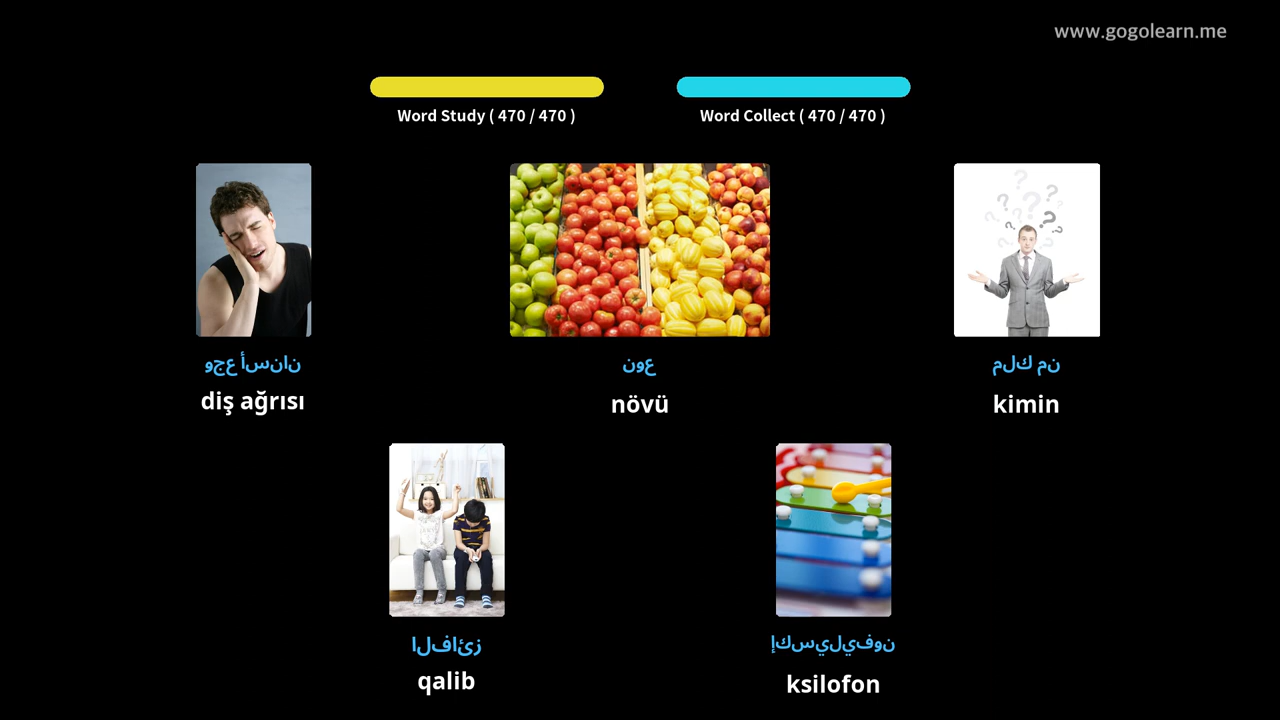 www.gogolearn.me
Word Study ( 470 / 470 )
Word Collect ( 470 / 470 )
وجع أسنان
نوع
ملك من
diş ağrısı
növü
kimin
الفائز
إكسيليفون
qalib
ksilofon